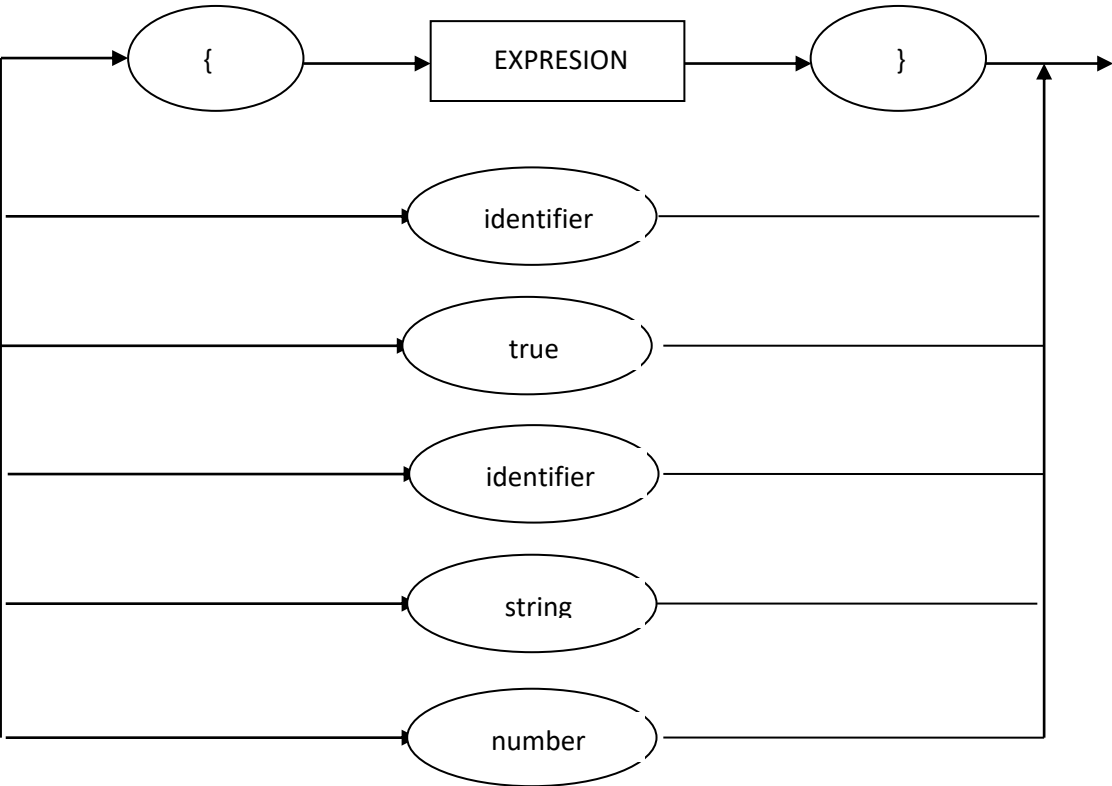 { EXPRESION }
identifier
true
identifier
string
number